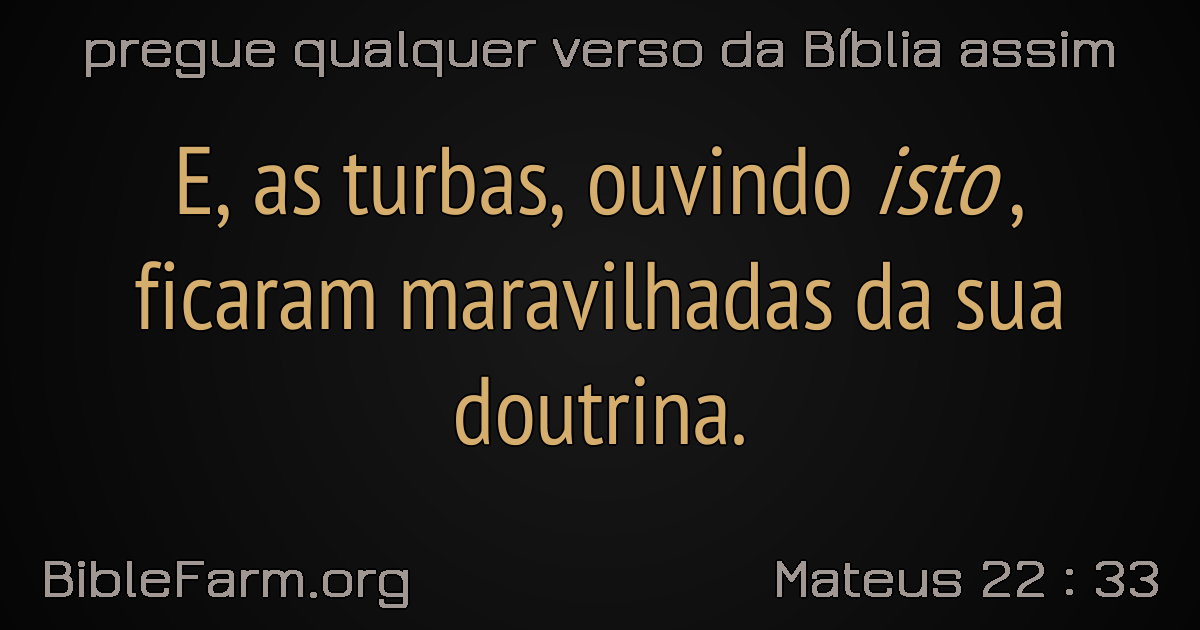 pregue qualquer verso da Bíblia assim
E, as turbas, ouvindo isto,
ficaram maravilhadas da sua
doutrina.
BibleFarm.org
Mateus 22 : 33